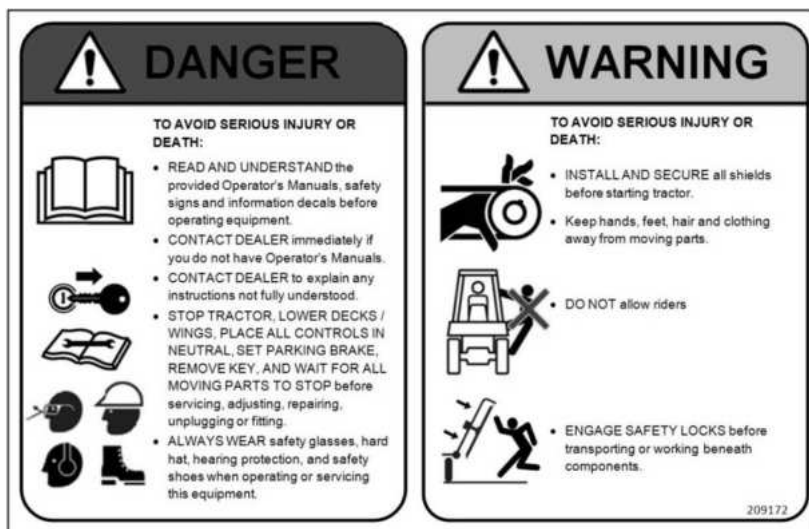 DANGER
TO AVOID SERIOUS INJURY OR
DEATH:
• READ AND UNDERSTAND the
provided Operator's Manuals, safety
signs and information decals before
operating equipment.
• CONTACT DEALER immediately if
you do not have Operator's Manuals.
• CONTACT DEALER to explain any
instructions not fully understood.
• STOP TRACTOR, LOWER DECKS /
WINGS, PLACE ALL CONTROLS IN
NEUTRAL, SET PARKING BRAKE,
REMOVE KEY, AND WAIT FOR ALL
MOVING PARTS TO STOP before
servicing, adjusting, repairing,
unplugging or fitting.
• ALWAYS WEAR safety glasses, hard
hat, hearing protection, and safety
shoes when operating or servicing
this equipment.
WARNING
TO AVOID SERIOUS INJURY OR
DEATH:
• INSTALL AND SECURE all shields
before starting tractor.
• Keep hands, feet, hair and clothing
away from moving parts.
• DO NOT allow riders
• ENGAGE SAFETY LOCKS before
transporting or working beneath
components.
209172